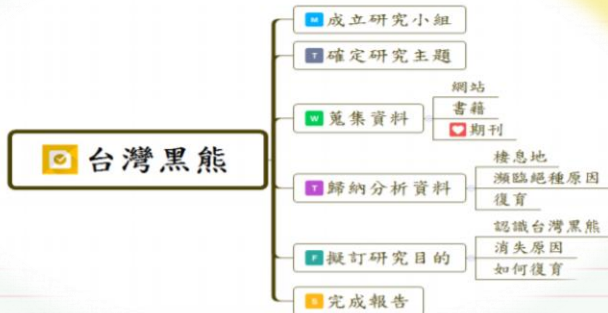 台灣黑熊
M 成立研究小組
T 確定研究主題
W 蒐集資料
網站
書籍
期刊
T 歸納分析資料
棲息地
瀕臨絕種原因
復育
F 擬訂研究目的
認識台灣黑熊
消失原因
如何復育
S 完成報告